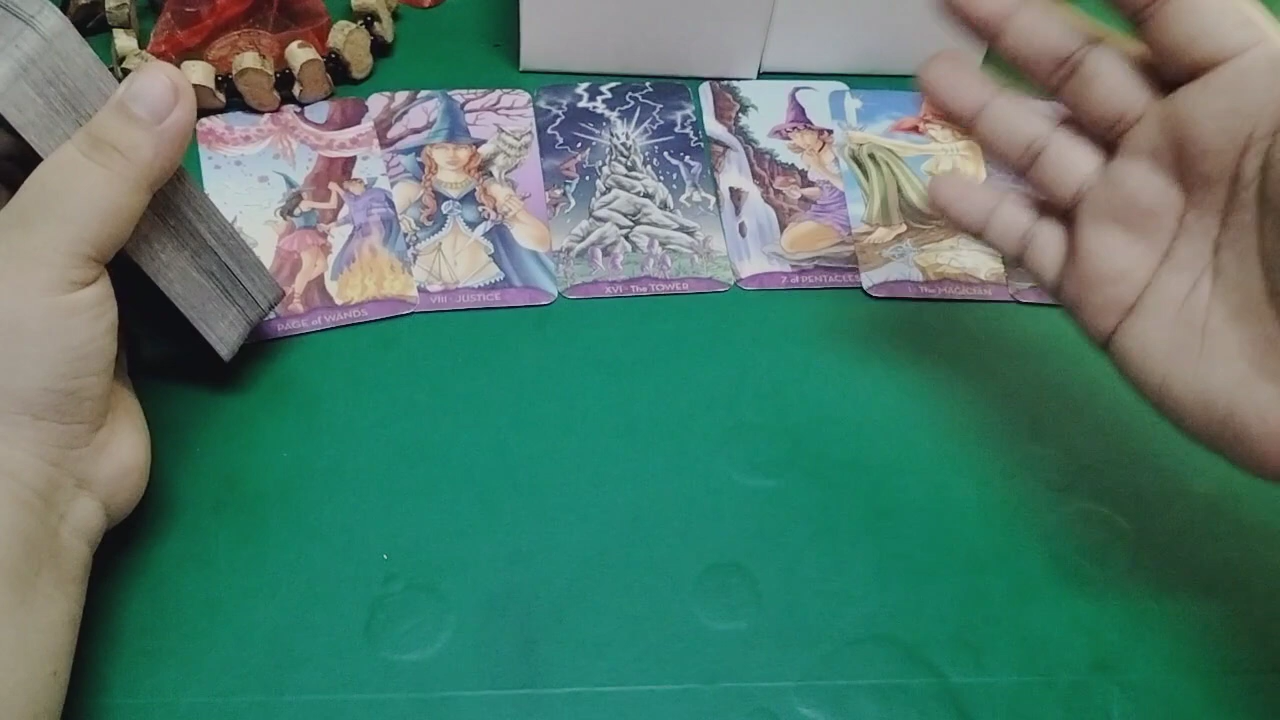 PAGE of WANDS
VIII - JUSTICE
XVI - The TOWER
7 of PENTACLES
I - The MAGICIAN